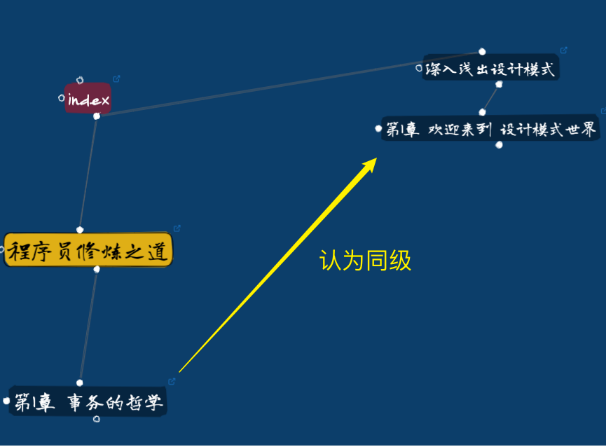 深入浅出设计模式
index
第1章 欢迎来到 设计模式世界
程序员修炼之道
认为同级
第1章 事务的哲学